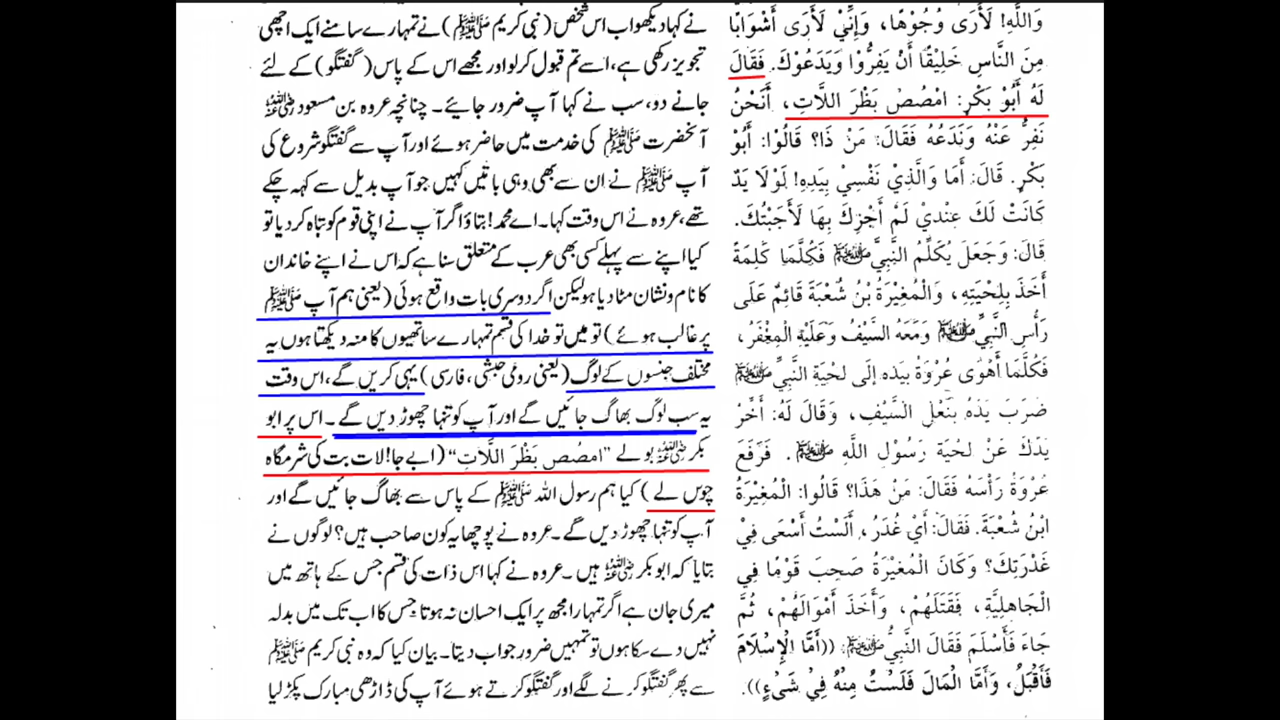 وَاللَّهِ! لَأَرَى وُجُوْهًا، وَإِنِّيْ لَأَرَى أَشْوَابًا
مِنَ النَّاسِ خَلِيْقًا أَنْ يَفِرُّوا وَيَدَعُوْكَ. فَقَالَ
لَهُ أَبُوْ بَكْرٍ: امْصُصْ بَظْرَ اللَّاتِ، أَنَحْنُ
نَفِرُّ عَنْهُ وَنَدَعُهُ فَقَالَ: مَنْ ذَا؟ قَالُوْا: أَبُوْ
بَكْرٍ. قَالَ: أَمَا وَالَّذِيْ نَفْسِيْ بِيَدِهِ! لَوْلَا يَدٌ
كَانَتْ لَكَ عِنْدِيْ لَمْ أَجْزِكَ بِهَا لَأَجَبْتُكَ.
قَالَ: وَجَعَلَ يُكَلِّمُ النَّبِيَّ ﷺ فَكُلَّمَا كَلِمَةً
أَخَذَ بِلِحْيَتِهِ، وَالْمُغِيْرَةُ بْنُ شُعْبَةَ قَائِمٌ عَلَى
رَأْسِ النَّبِيِّ ﷺ وَمَعَهُ السَّيْفُ وَعَلَيْهِ الْمِغْفَرُ،
فَكُلَّمَا أَهْوَى عُرْوَةُ بِيَدِهِ إِلَى لِحْيَةِ النَّبِيِّ ﷺ
ضَرَبَ يَدَهُ بِنَعْلِ السَّيْفِ، وَقَالَ لَهُ: أَخِّرْ
يَدَكَ عَنْ لِحْيَةِ رَسُوْلِ اللَّهِ ﷺ. فَرَفَعَ
عُرْوَةُ رَأْسَهُ فَقَالَ: مَنْ هَذَا؟ قَالُوْا: الْمُغِيْرَةُ
ابْنُ شُعْبَةَ. فَقَالَ: أَيْ غُدَرُ، أَلَسْتُ أَسْعَى فِيْ
غَدْرَتِكَ؟ وَكَانَ الْمُغِيْرَةُ صَحِبَ قَوْمًا فِي
الْجَاهِلِيَّةِ، فَقَتَلَهُمْ، وَأَخَذَ أَمْوَالَهُمْ، ثُمَّ
جَاءَ فَأَسْلَمَ فَقَالَ النَّبِيُّ ﷺ: ((أَمَّا الْإِسْلَامَ
فَأَقْبَلُ، وَأَمَّا الْمَالَ فَلَسْتُ مِنْهُ فِيْ شَيْءٍ)).
نے کہا دیکھو اب اس شخص (نبی کریم ﷺ) نے تمہارے سامنے ایک اچھی
تجویز رکھی ہے، اسے تم قبول کرلو اور مجھے اس کے پاس (گفتگو) کے لئے
جانے دو، سب نے کہا آپ ضرور جایئے۔ چنانچہ عروہ بن مسعود رضی اللہ عنہ
آنحضرت ﷺ کی خدمت میں حاضر ہوئے اور آپ سے گفتگو شروع کی
آپ ﷺ نے ان سے بھی وہی باتیں کہیں جو آپ بدیل سے کہہ چکے
تھے، عروہ نے اس وقت کہا۔ اے محمد! بتاؤ اگر آپ نے اپنی قوم کو تباہ کر دیا تو
کیا اپنے سے پہلے کسی بھی عرب کے متعلق سنا ہے کہ اس نے اپنے خاندان
کا نام و نشان مٹا دیا ہو لیکن اگر دوسری بات واقع ہوئی (یعنی ہم آپ ﷺ
پر غالب ہوئے) تو میں تو خدا کی قسم تمہارے ساتھیوں کا منہ دیکھتا ہوں یہ
مختلف جنسوں کے لوگ (یعنی رومی حبشی، فارسی) یہی کریں گے، اس وقت
یہ سب لوگ بھاگ جائیں گے اور آپ کو تنہا چھوڑ دیں گے۔ اس پر ابو
بکر رضی اللہ عنہ بولے "امصُص بَظْرَ اللَّاتِ" (ابے جا! لات بت کی شرمگاہ
چوس لے) کیا ہم رسول اللہ ﷺ کے پاس سے بھاگ جائیں گے اور
آپ کو تنہا چھوڑ دیں گے۔ عروہ نے پوچھا یہ کون صاحب ہیں؟ لوگوں نے
بتایا کہ ابوبکر رضی اللہ عنہ ہیں۔ عروہ نے کہا اس ذات کی قسم جس کے ہاتھ میں
میری جان ہے اگر تمہارا مجھ پر ایک احسان نہ ہوتا جس کا اب تک میں بدلہ
نہیں دے سکا ہوں تو تمہیں ضرور جواب دیتا۔ بیان کیا کہ وہ نبی کریم ﷺ
سے پھر گفتگو کرنے لگے اور گفتگو کرتے ہوئے آپ کی ڈاڑھی مبارک پکڑ لیا